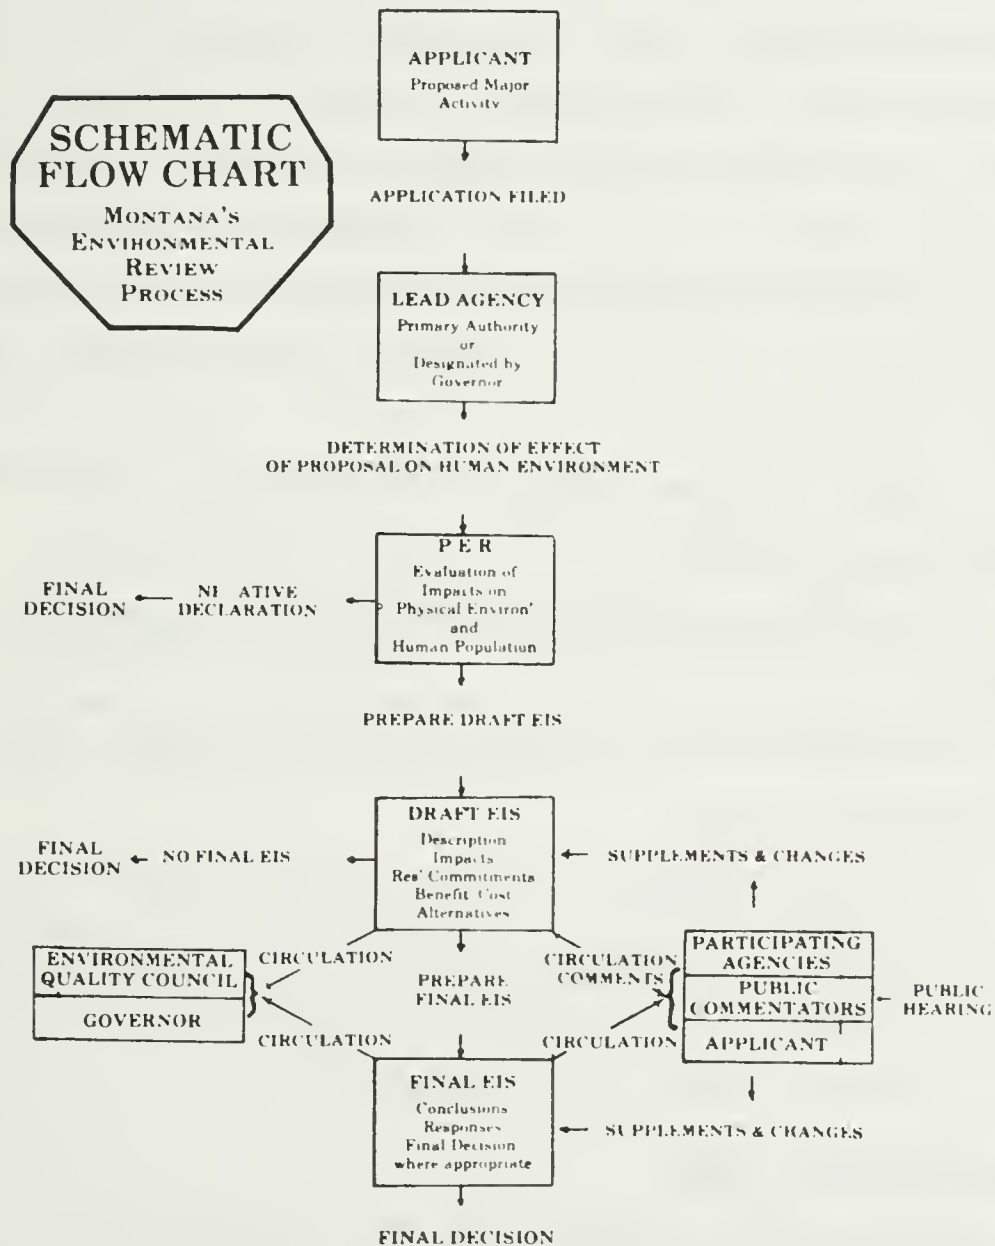 SCHEMATIC
FLOW CHART
MONTANA'S
ENVIRONMENTAL
REVIEW
PROCESS
APPLICANT
Proposed Major
Activity
APPLICATION FILED
LEAD AGENCY
Primary Authority
or
Designated by
Governor
DETERMINATION OF EFFECT
OF PROPOSAL ON HUMAN ENVIRONMENT
P E R
Evaluation of
Impacts on
Physical Environ'
and
Human Population
NE ATIVE
DECLARATION
FINAL
DECISION
PREPARE DRAFT EIS
DRAFT EIS
Description
Impacts
Res' Commitments
Benefit Cost
Alternatives
NO FINAL EIS
FINAL
DECISION
SUPPLEMENTS & CHANGES
ENVIRONMENTAL
QUALITY COUNCIL
GOVERNOR
CIRCULATION
PREPARE
FINAL EIS
CIRCULATION
COMMENTS
PARTICIPATING
AGENCIES
PUBLIC
COMMENTATORS
APPLICANT
PUBLIC
HEARING
CIRCULATION
CIRCULATION
FINAL EIS
Conclusions
Responses
Final Decision
where appropriate
SUPPLEMENTS & CHANGES
FINAL DECISION